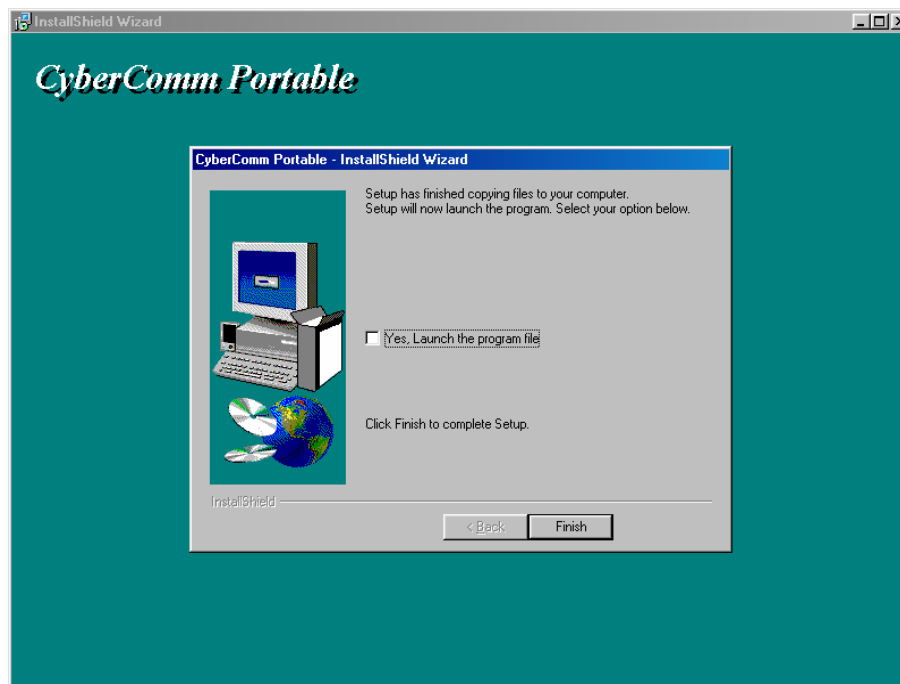 InstallShield Wizard
CyberComm Portable
CyberComm Portable - InstallShield Wizard
Setup has finished copying files to your computer.
Setup will now launch the program. Select your option below.
Yes, Launch the program file
Click Finish to complete Setup.
InstallShield
< Back Finish